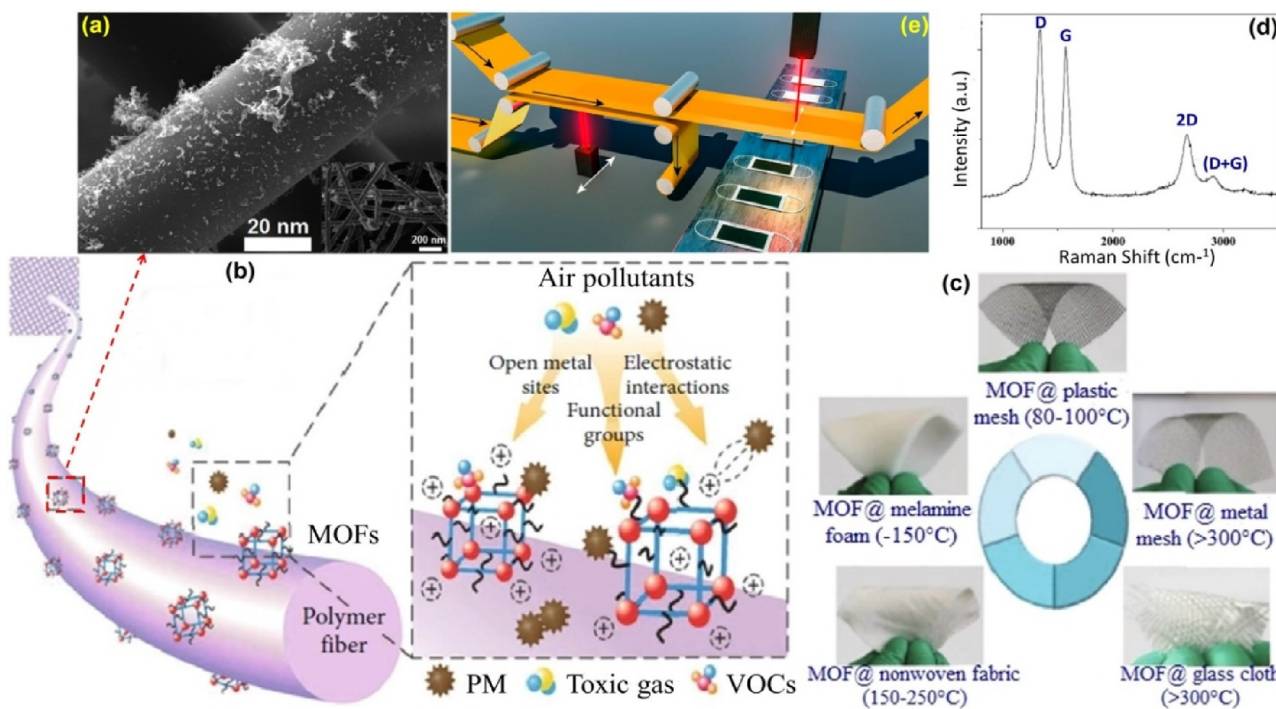 (a)
20 nm
200 nm
(e)
(d)
D
G
2D
(D+G)
Intensity (a.u.)
1000
2000
3000
Raman Shift (cm-1)
(b)
MOFs
Polymer
fiber
Air pollutants
Open metal
sites
Electrostatic
interactions
Functional
groups
PM
Toxic gas
VOCs
(c)
MOF@ plastic
mesh (80-100°C)
MOF@ melamine
foam (-150°C)
MOF@ metal
mesh (>300°C)
MOF@ nonwoven fabric
(150-250°C)
MOF@ glass cloth
(>300°C)